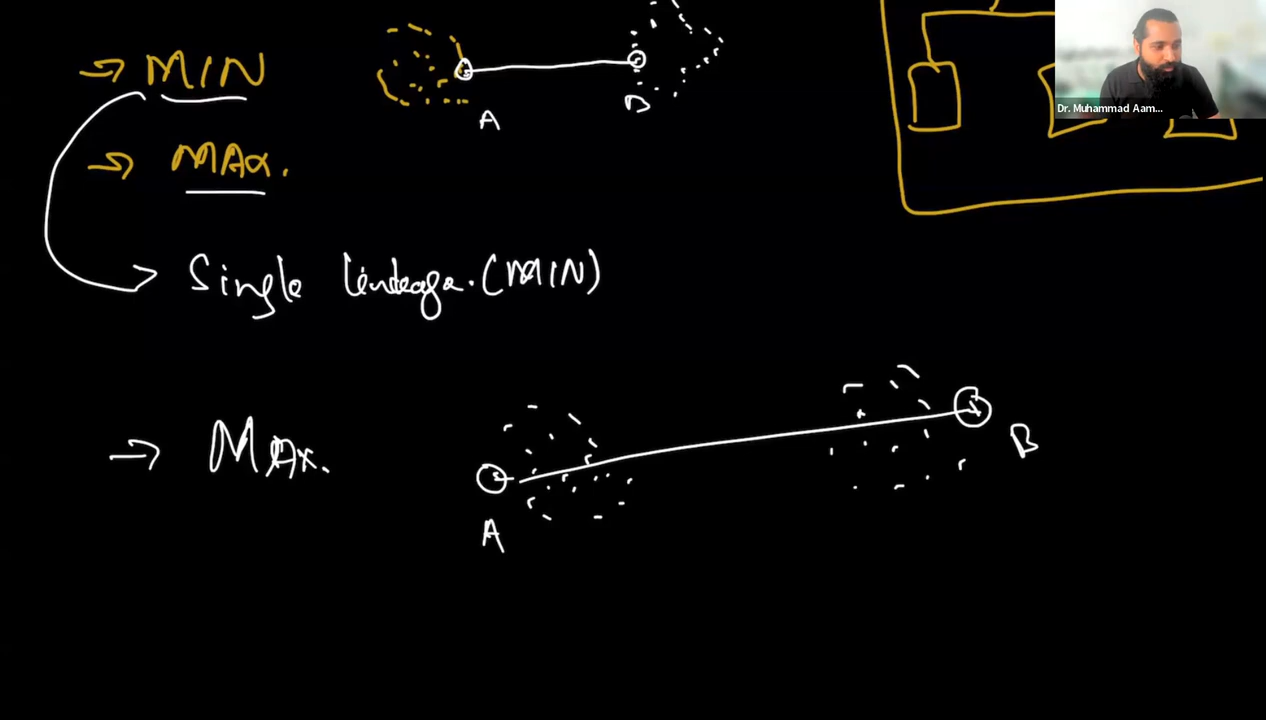 → MIN
A
B
Dr. Muhammad Aam...
→ MAx.
→ Single Linkage. (MIN)
→ MAx.
B
A